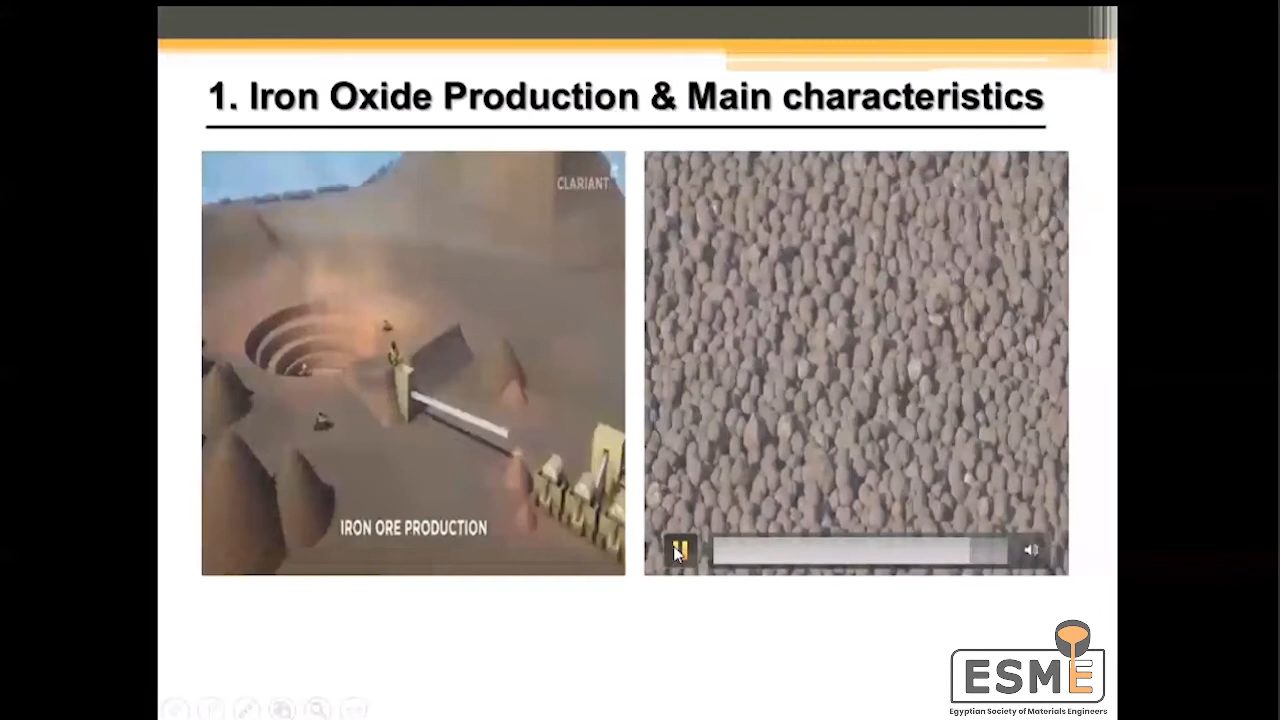 1. Iron Oxide Production & Main characteristics
CLARIANT
IRON ORE PRODUCTION
ESME
Egyptian Society of Materials Engineers